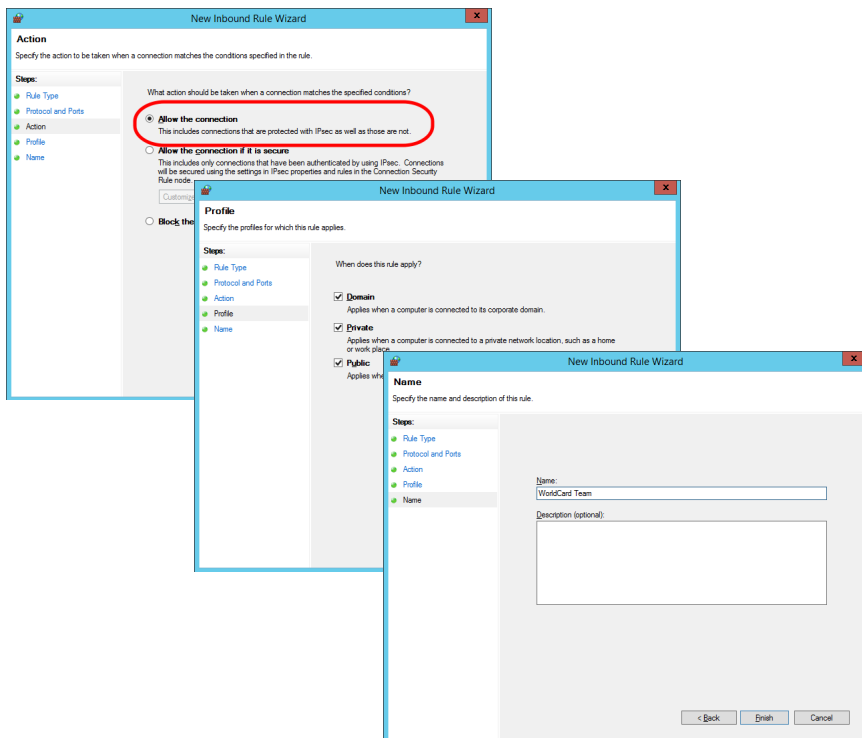 New Inbound Rule Wizard
x
Action
Specify the action to be taken when a connection matches the conditions specified in the rule.
Steps:
Rule Type
Protocol and Ports
Action
Profile
Name
What action should be taken when a connection matches the specified conditions?
Allow the connection
This includes connections that are protected with IPsec as well as those are not.
Allow the connection if it is secure
This includes only connections that have been authenticated by using IPsec. Connections
will be secured using the settings in IPsec properties and rules in the Connection Security
Rule node.
Customize
Block the
New Inbound Rule Wizard
x
Profile
Specify the profiles for which this rule applies.
Steps:
Rule Type
Protocol and Ports
Action
Profile
Name
When does this rule apply?
Domain
Applies when a computer is connected to its corporate domain.
Private
Applies when a computer is connected to a private network location, such as a home
or work place.
Public
Applies whe
New Inbound Rule Wizard
x
Name
Specify the name and description of this rule.
Steps:
Rule Type
Protocol and Ports
Action
Profile
Name
Name:
WorldCard Team
Description (optional):
< Back
Finish
Cancel